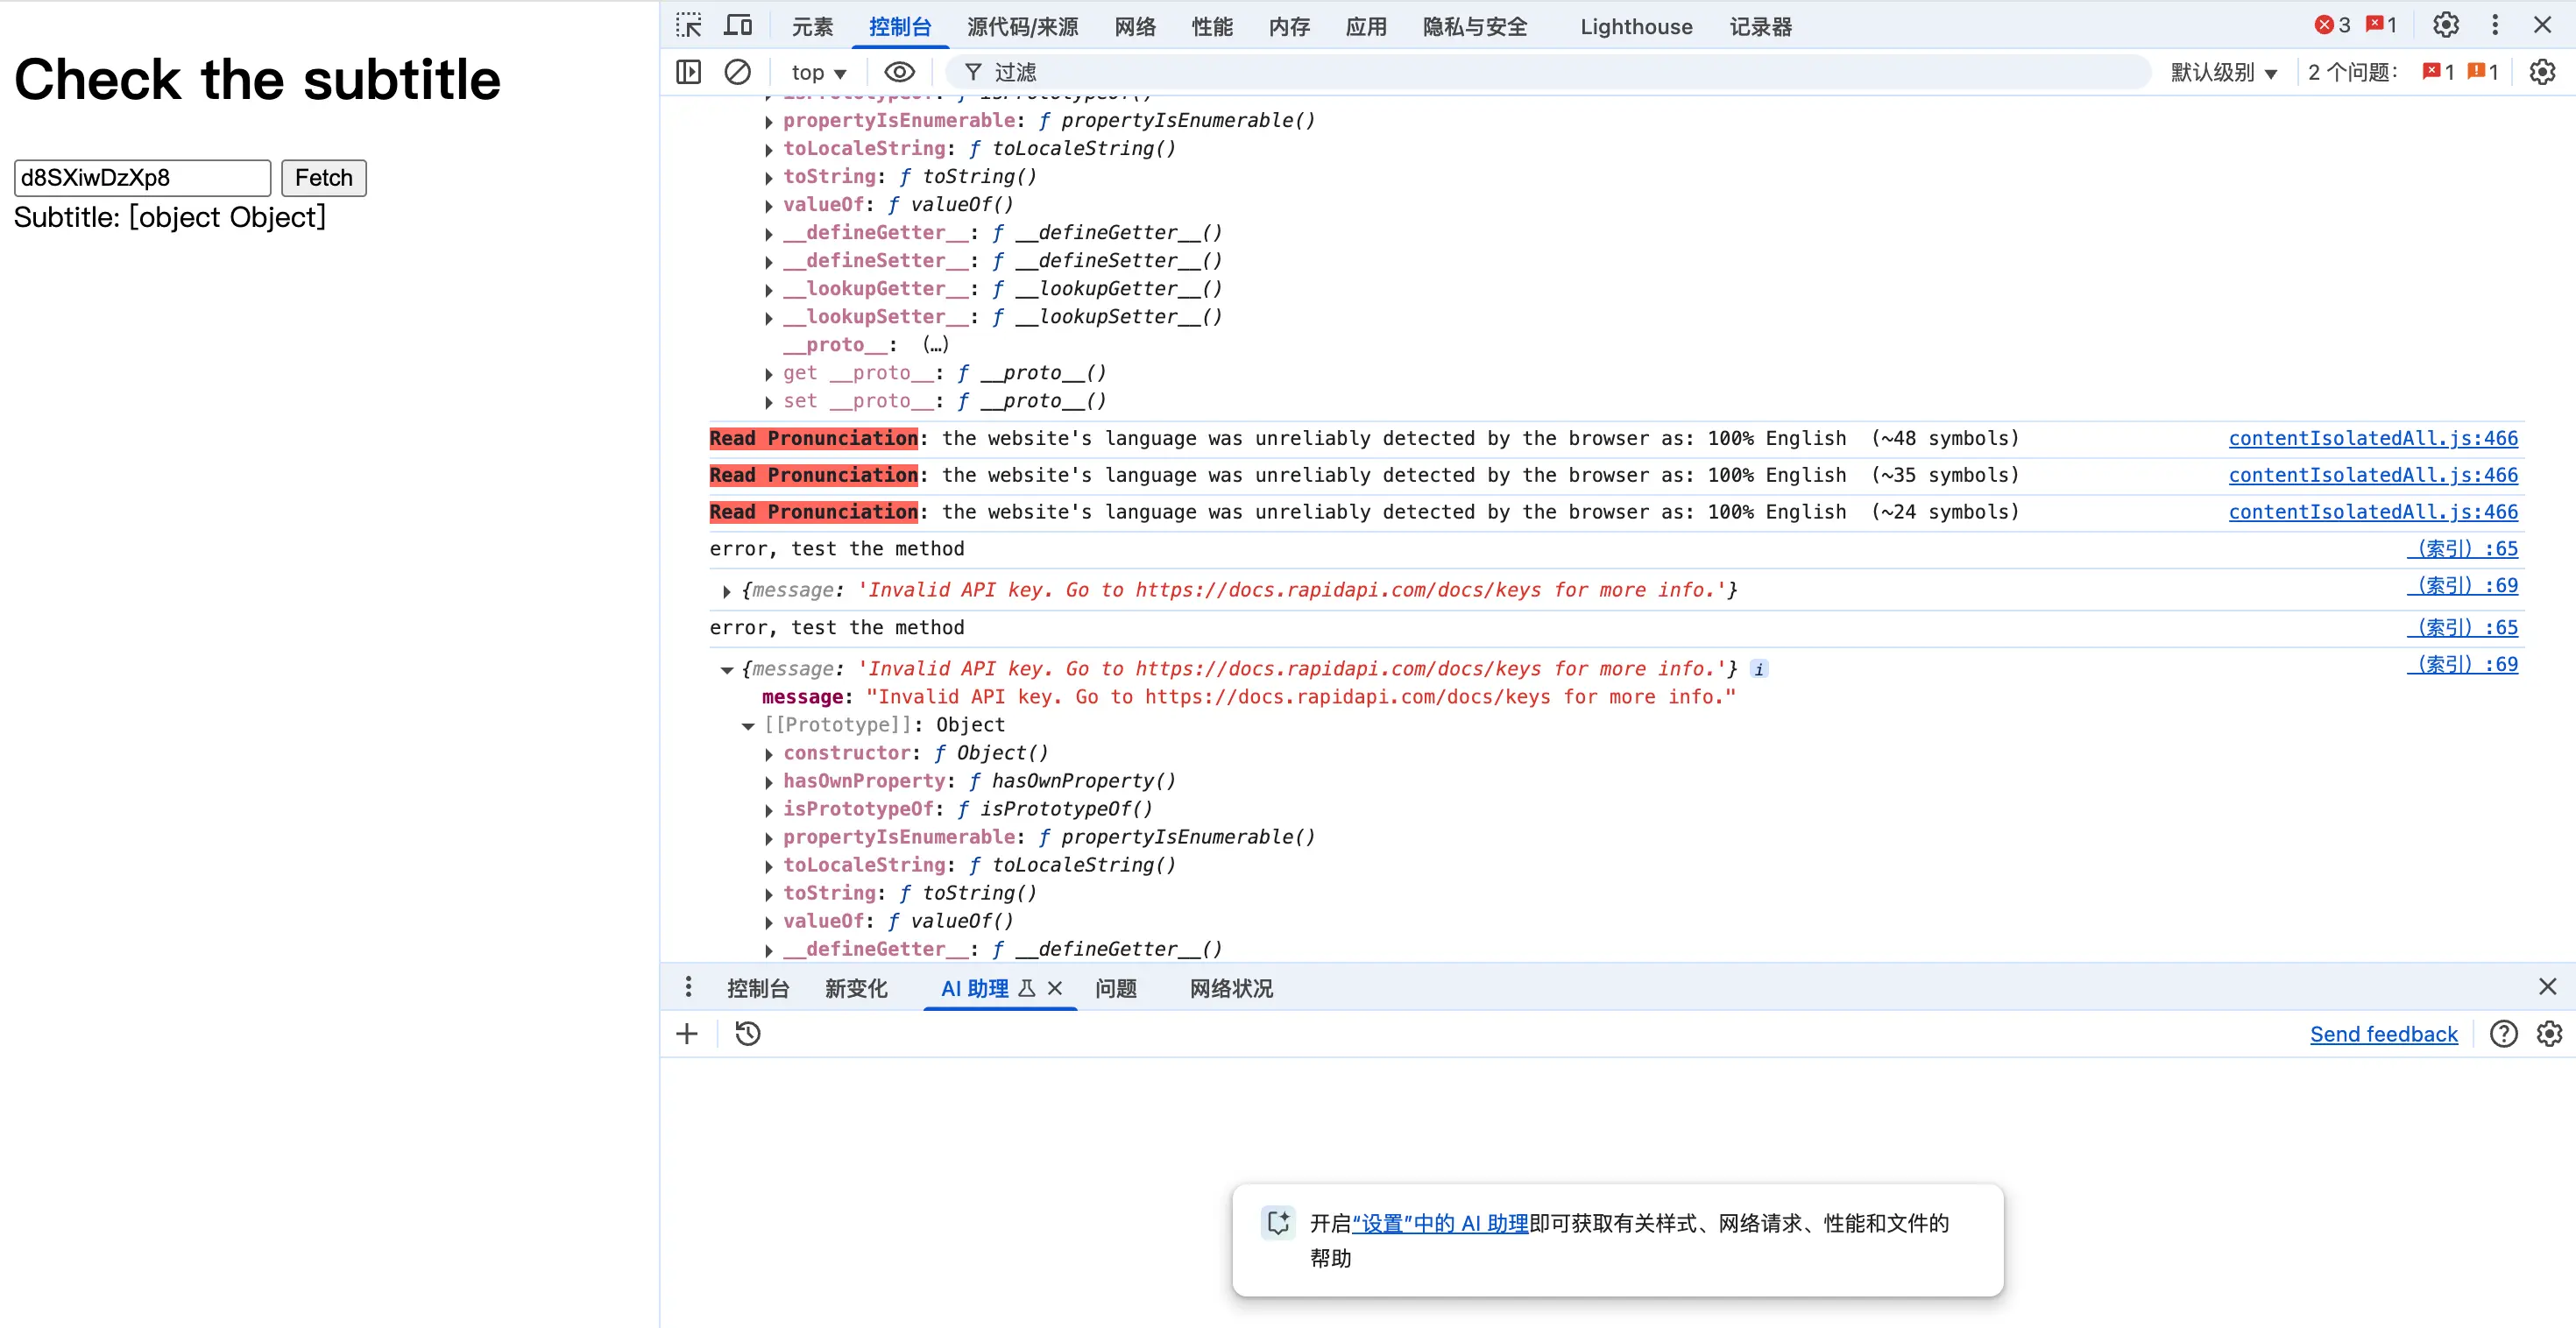 Check the subtitle
d8SXiwDzXp8 Fetch
Subtitle: [object Object]
元素 控制台 源代码/来源 网络 性能 内存 应用 隐私与安全 Lighthouse 记录器 3 1
top 过滤 默认级别 2 个问题: 1 1
isPrototypeOf: ƒ isPrototypeOf()
propertyIsEnumerable: ƒ propertyIsEnumerable()
toLocaleString: ƒ toLocaleString()
toString: ƒ toString()
valueOf: ƒ valueOf()
__defineGetter__: ƒ __defineGetter__()
__defineSetter__: ƒ __defineSetter__()
__lookupGetter__: ƒ __lookupGetter__()
__lookupSetter__: ƒ __lookupSetter__()
__proto__: (…)
get __proto__: ƒ __proto__()
set __proto__: ƒ __proto__()
Read Pronunciation: the website's language was unreliably detected by the browser as: 100% English (~48 symbols) contentIsolatedAll.js:466
Read Pronunciation: the website's language was unreliably detected by the browser as: 100% English (~35 symbols) contentIsolatedAll.js:466
Read Pronunciation: the website's language was unreliably detected by the browser as: 100% English (~24 symbols) contentIsolatedAll.js:466
error, test the method （索引）:65
{message: 'Invalid API key. Go to https://docs.rapidapi.com/docs/keys for more info.'} （索引）:69
error, test the method （索引）:65
{message: 'Invalid API key. Go to https://docs.rapidapi.com/docs/keys for more info.'} i （索引）:69
message: "Invalid API key. Go to https://docs.rapidapi.com/docs/keys for more info."
[[Prototype]]: Object
constructor: ƒ Object()
hasOwnProperty: ƒ hasOwnProperty()
isPrototypeOf: ƒ isPrototypeOf()
propertyIsEnumerable: ƒ propertyIsEnumerable()
toLocaleString: ƒ toLocaleString()
toString: ƒ toString()
valueOf: ƒ valueOf()
__defineGetter__: ƒ __defineGetter__()
控制台 新变化 AI 助理 问题 网络状况
Send feedback
开启“设置”中的 AI 助理即可获取有关样式、网络请求、性能和文件的
帮助